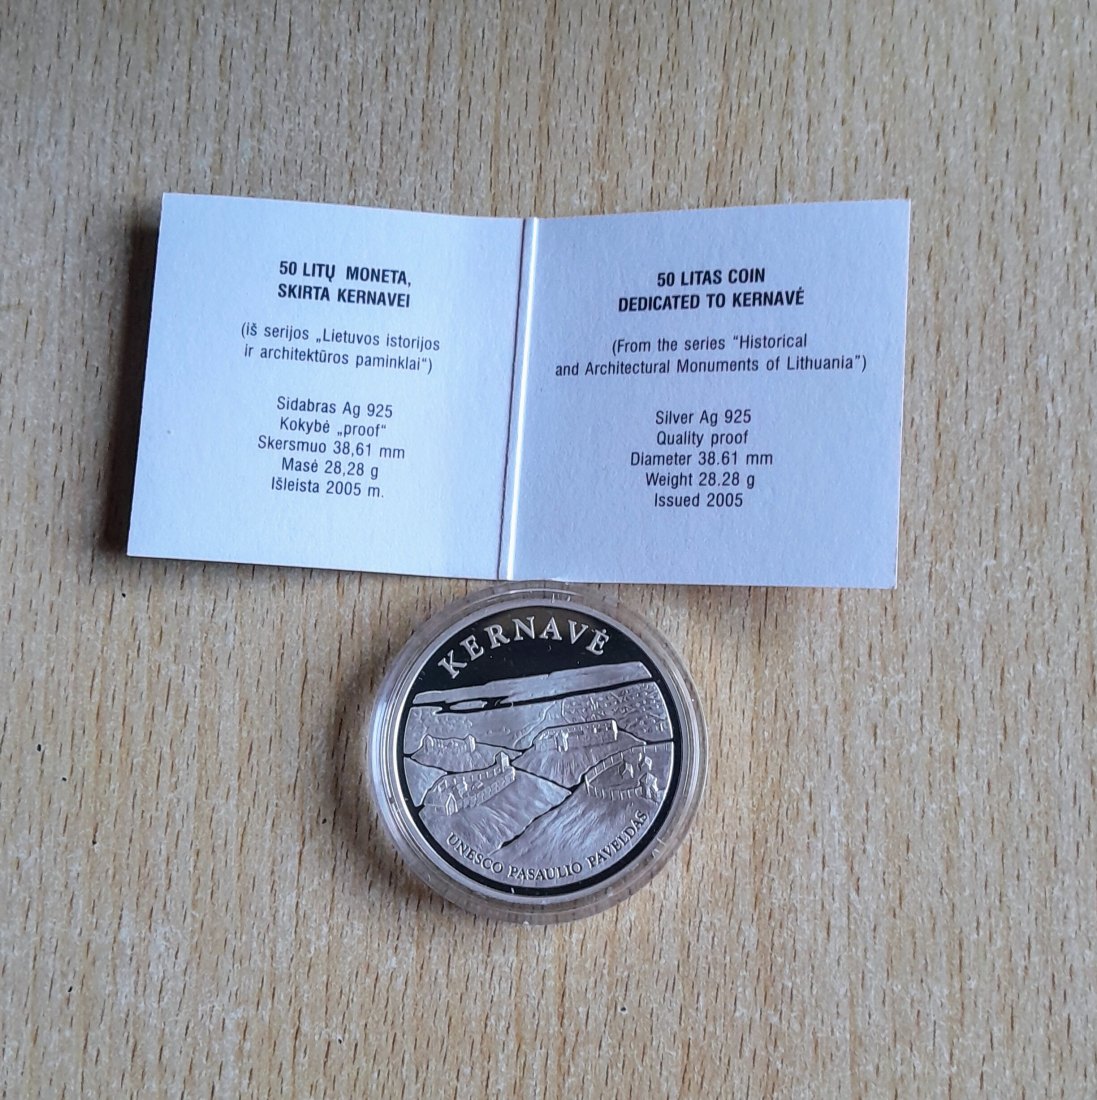 50 LITŲ MONETA,
SKIRTA KERNAVEI
(iš serijos „Lietuvos istorijos
ir architektūros paminklai“)
Sidabras Ag 925
Kokybė „proof“
Skersmuo 38,61 mm
Masė 28,28 g
Išleista 2005 m.
50 LITAS COIN
DEDICATED TO KERNAVĖ
(From the series “Historical
and Architectural Monuments of Lithuania”)
Silver Ag 925
Quality proof
Diameter 38.61 mm
Weight 28.28 g
Issued 2005
KERNAVĖ
UNESCO PASAULIO PAVELDAS